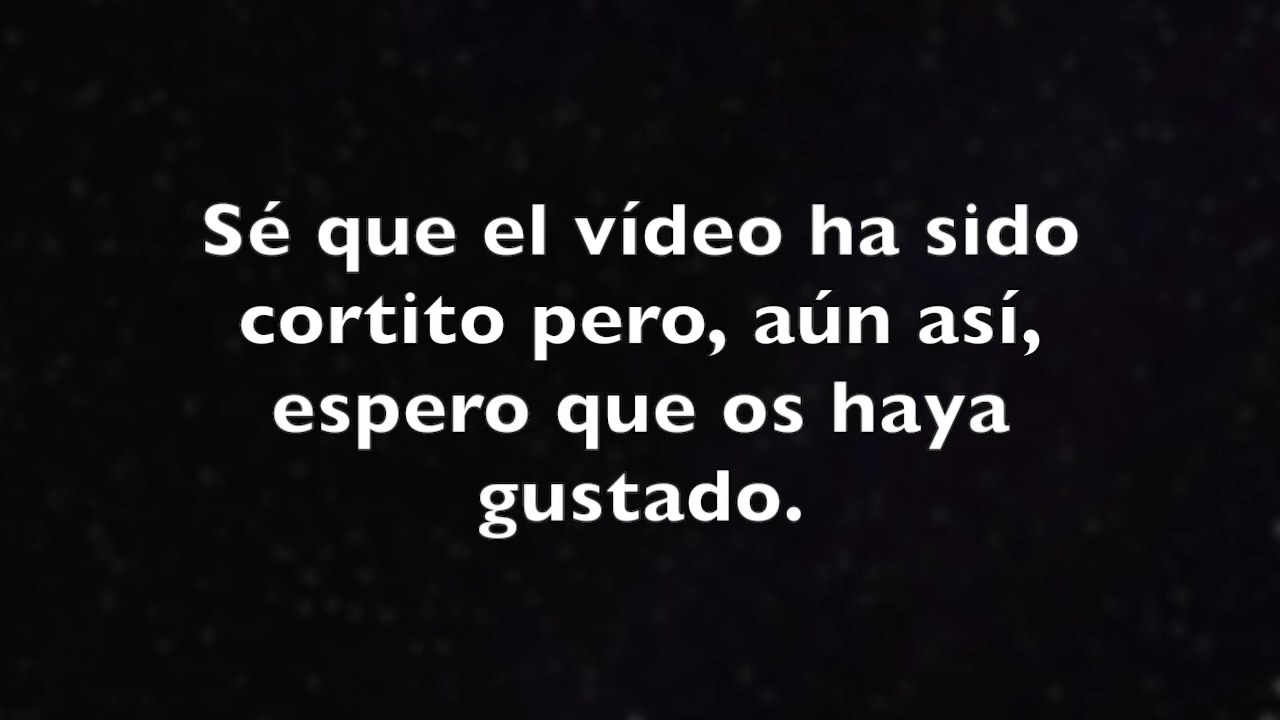 Sé que el vídeo ha sido
cortito pero, aún así,
espero que os haya
gustado.